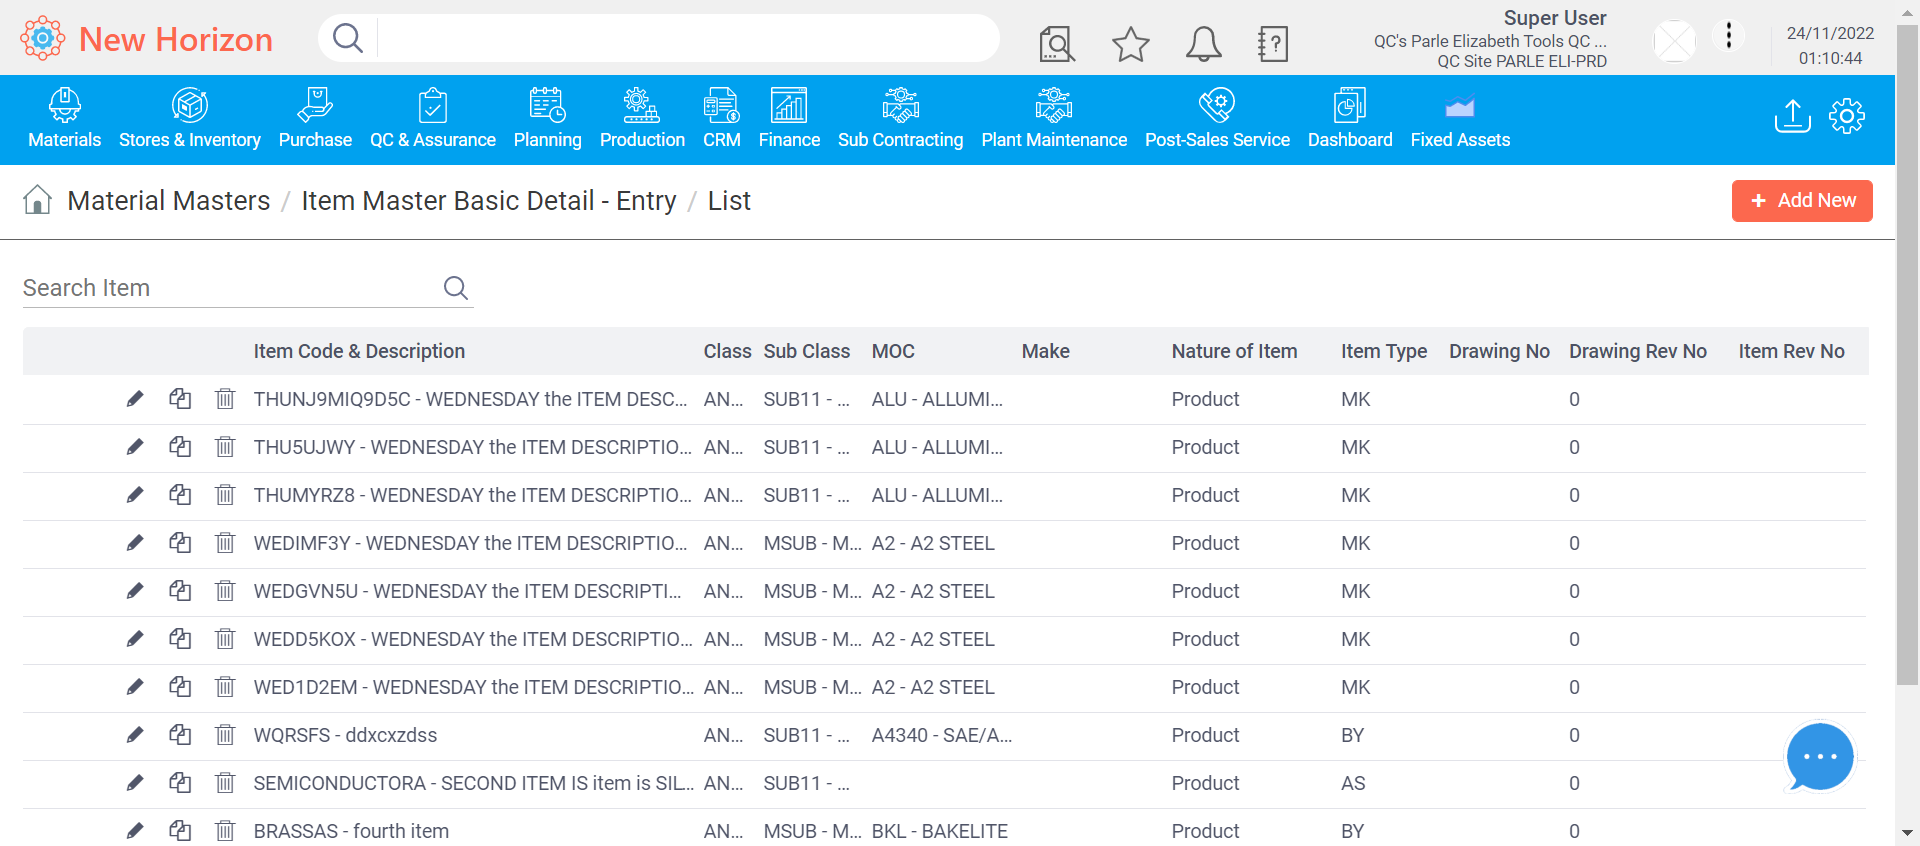 New Horizon
Super User
QC's Parle Elizabeth Tools QC ...
QC Site PARLE ELI-PRD
24/11/2022
01:10:44
Materials Stores & Inventory Purchase QC & Assurance Planning Production CRM Finance Sub Contracting Plant Maintenance Post-Sales Service Dashboard Fixed Assets
Material Masters / Item Master Basic Detail - Entry / List
+ Add New
Search Item
Item Code & Description Class Sub Class MOC Make Nature of Item Item Type Drawing No Drawing Rev No Item Rev No
THUNJ9MIQ9D5C - WEDNESDAY the ITEM DESC... AN... SUB11 - ... ALU - ALLUMI... Product MK 0
THU5UJWY - WEDNESDAY the ITEM DESCRIPTIO... AN... SUB11 - ... ALU - ALLUMI... Product MK 0
THUMYRZ8 - WEDNESDAY the ITEM DESCRIPTIO... AN... SUB11 - ... ALU - ALLUMI... Product MK 0
WEDIMF3Y - WEDNESDAY the ITEM DESCRIPTIO... AN... MSUB - M... A2 - A2 STEEL Product MK 0
WEDGVN5U - WEDNESDAY the ITEM DESCRIPTI... AN... MSUB - M... A2 - A2 STEEL Product MK 0
WEDD5KOX - WEDNESDAY the ITEM DESCRIPTIO... AN... MSUB - M... A2 - A2 STEEL Product MK 0
WED1D2EM - WEDNESDAY the ITEM DESCRIPTIO... AN... MSUB - M... A2 - A2 STEEL Product MK 0
WQRSFS - ddxcxzdss AN... SUB11 - ... A4340 - SAE/A... Product BY 0
SEMICONDUCTORA - SECOND ITEM IS item is SIL... AN... SUB11 - ... Product AS 0
BRASSAS - fourth item AN... MSUB - M... BKL - BAKELITE Product BY 0